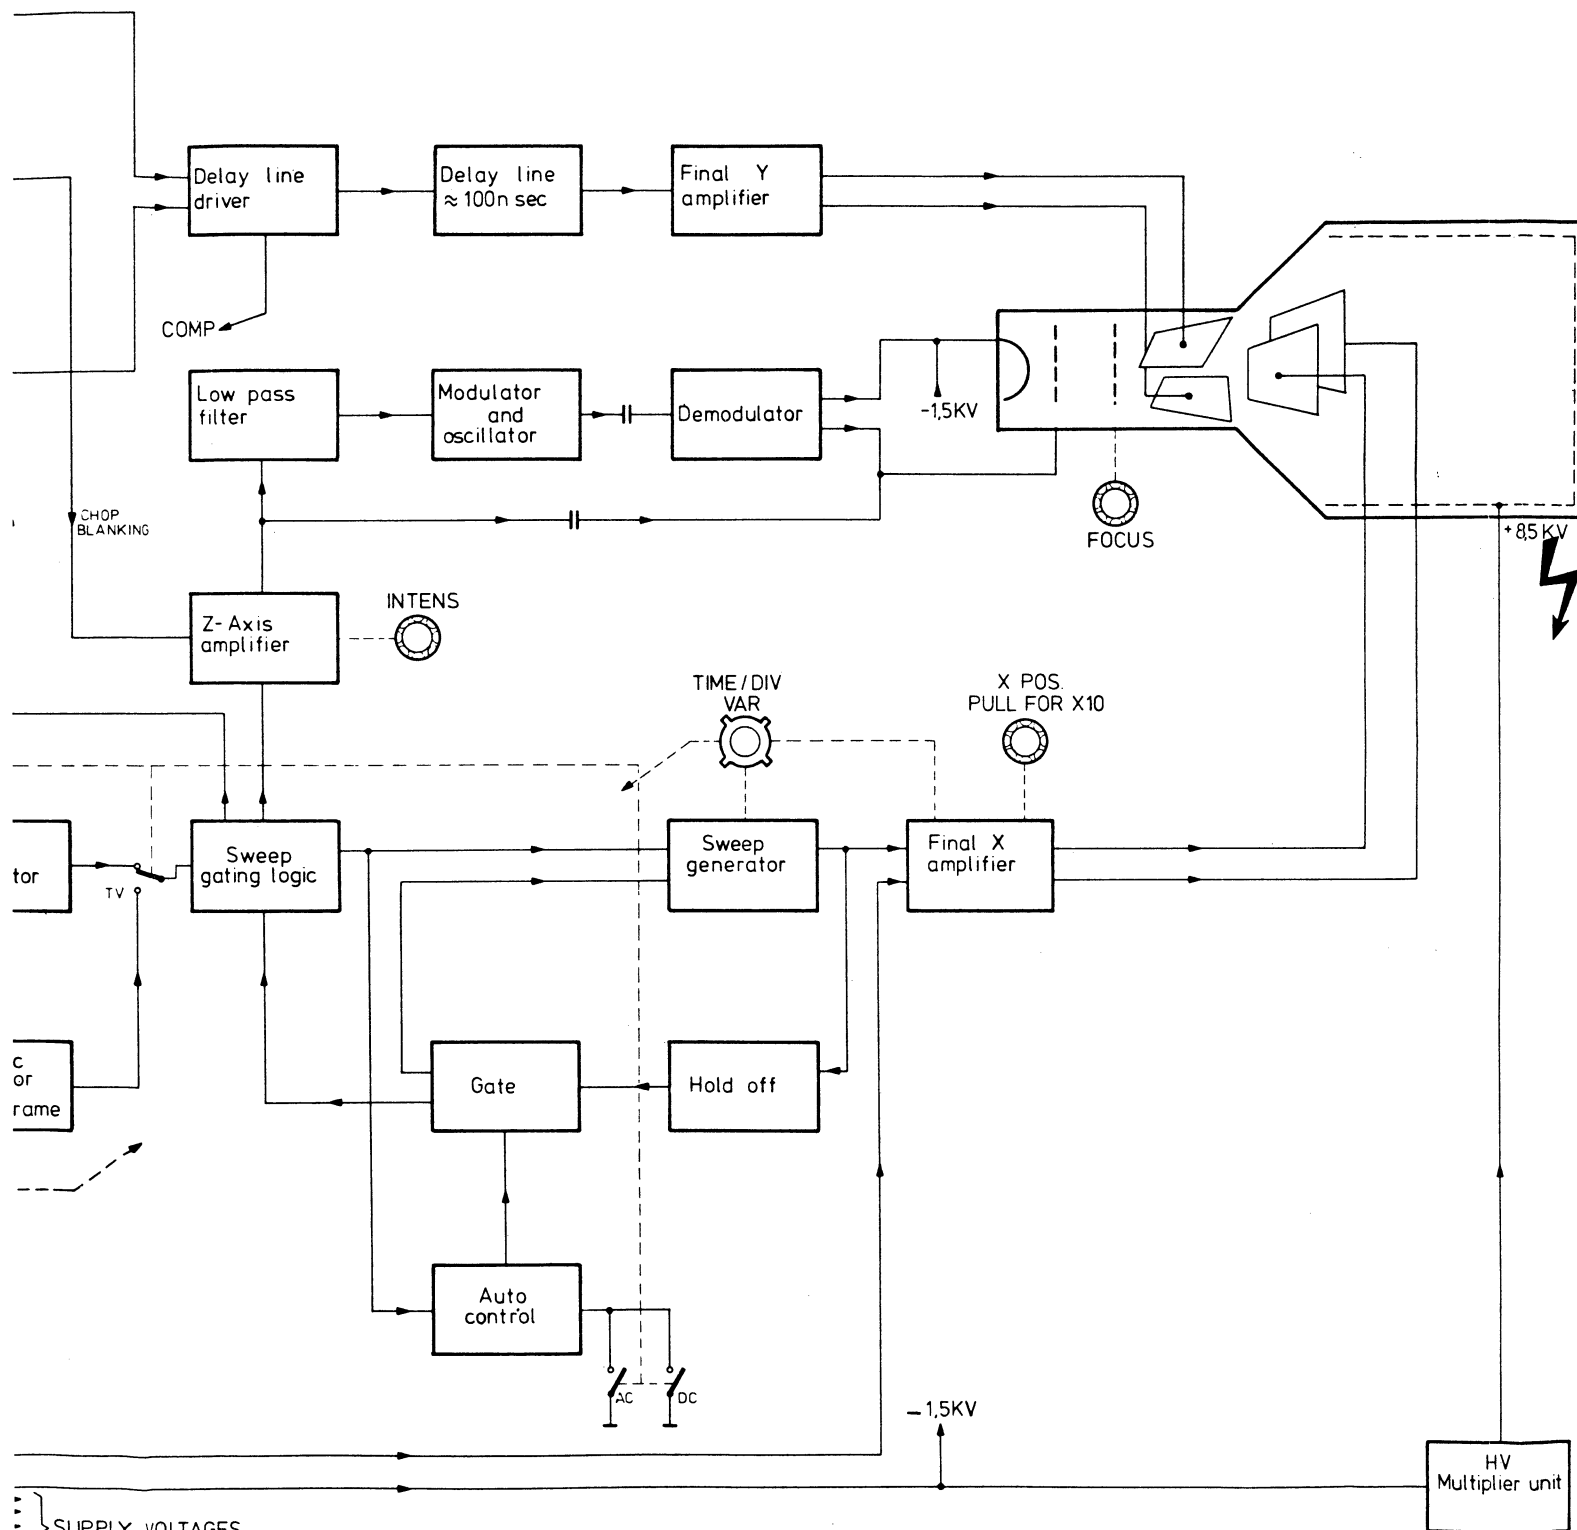 Delay line
driver
Delay line
≈ 100n sec
Final Y
amplifier
COMP
Low pass
filter
Modulator
and
oscillator
Demodulator
-1,5KV
CHOP
BLANKING
FOCUS
+8,5 KV
Z-Axis
amplifier
INTENS
TIME/DIV
VAR
X POS.
PULL FOR X10
tor
TV
Sweep
gating logic
Sweep
generator
Final X
amplifier
c
or
rame
Gate
Hold off
Auto
control
AC
DC
-1,5KV
HV
Multiplier unit
SUPPLY VOLTAGES